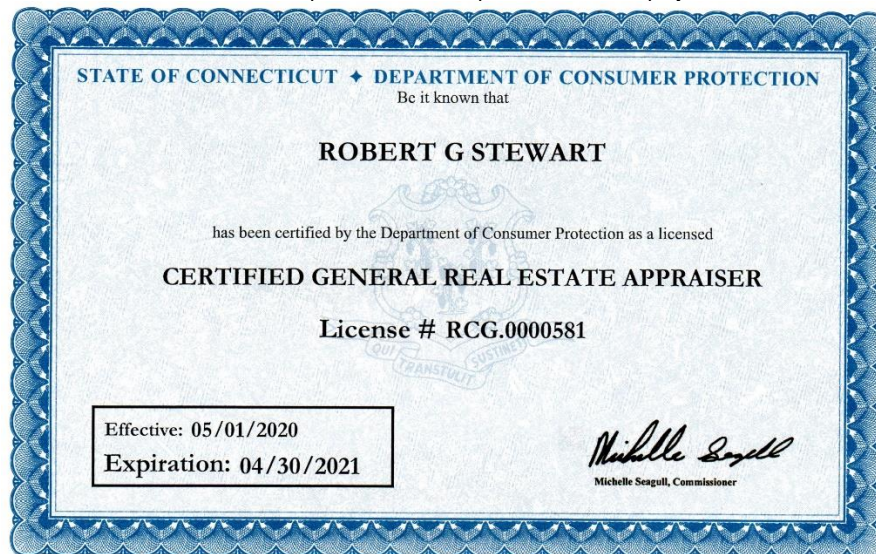 STATE OF CONNECTICUT ✦ DEPARTMENT OF CONSUMER PROTECTION
Be it known that
ROBERT G STEWART
has been certified by the Department of Consumer Protection as a licensed
CERTIFIED GENERAL REAL ESTATE APPRAISER
License # RCG.0000581
QUI TRANSTULIT SUSTINET
Effective: 05/01/2020
Expiration: 04/30/2021
Michelle Seagull
Michelle Seagull, Commissioner